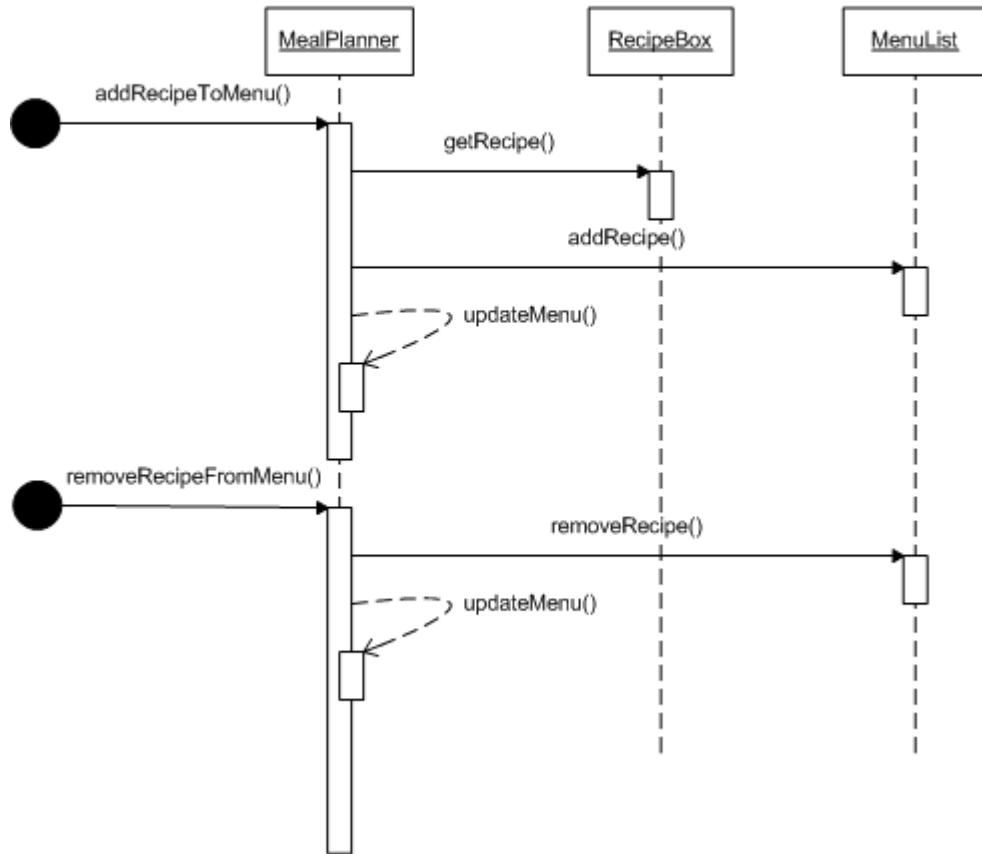 MealPlanner
RecipeBox
MenuList
addRecipeToMenu()
getRecipe()
addRecipe()
updateMenu()
removeRecipeFromMenu()
removeRecipe()
updateMenu()